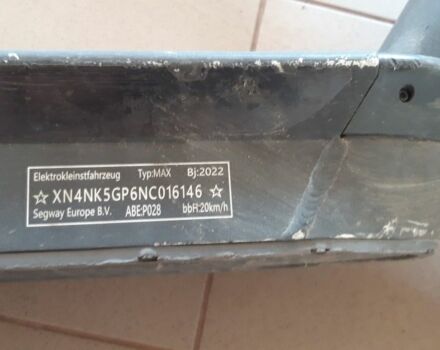 Elektrokleinstfahrzeug Typ:MAX Bj:2022
☆ XN4NK5GP6NC016146 ☆
Segway Europe B.V. ABE:P028 bbH:20km/h